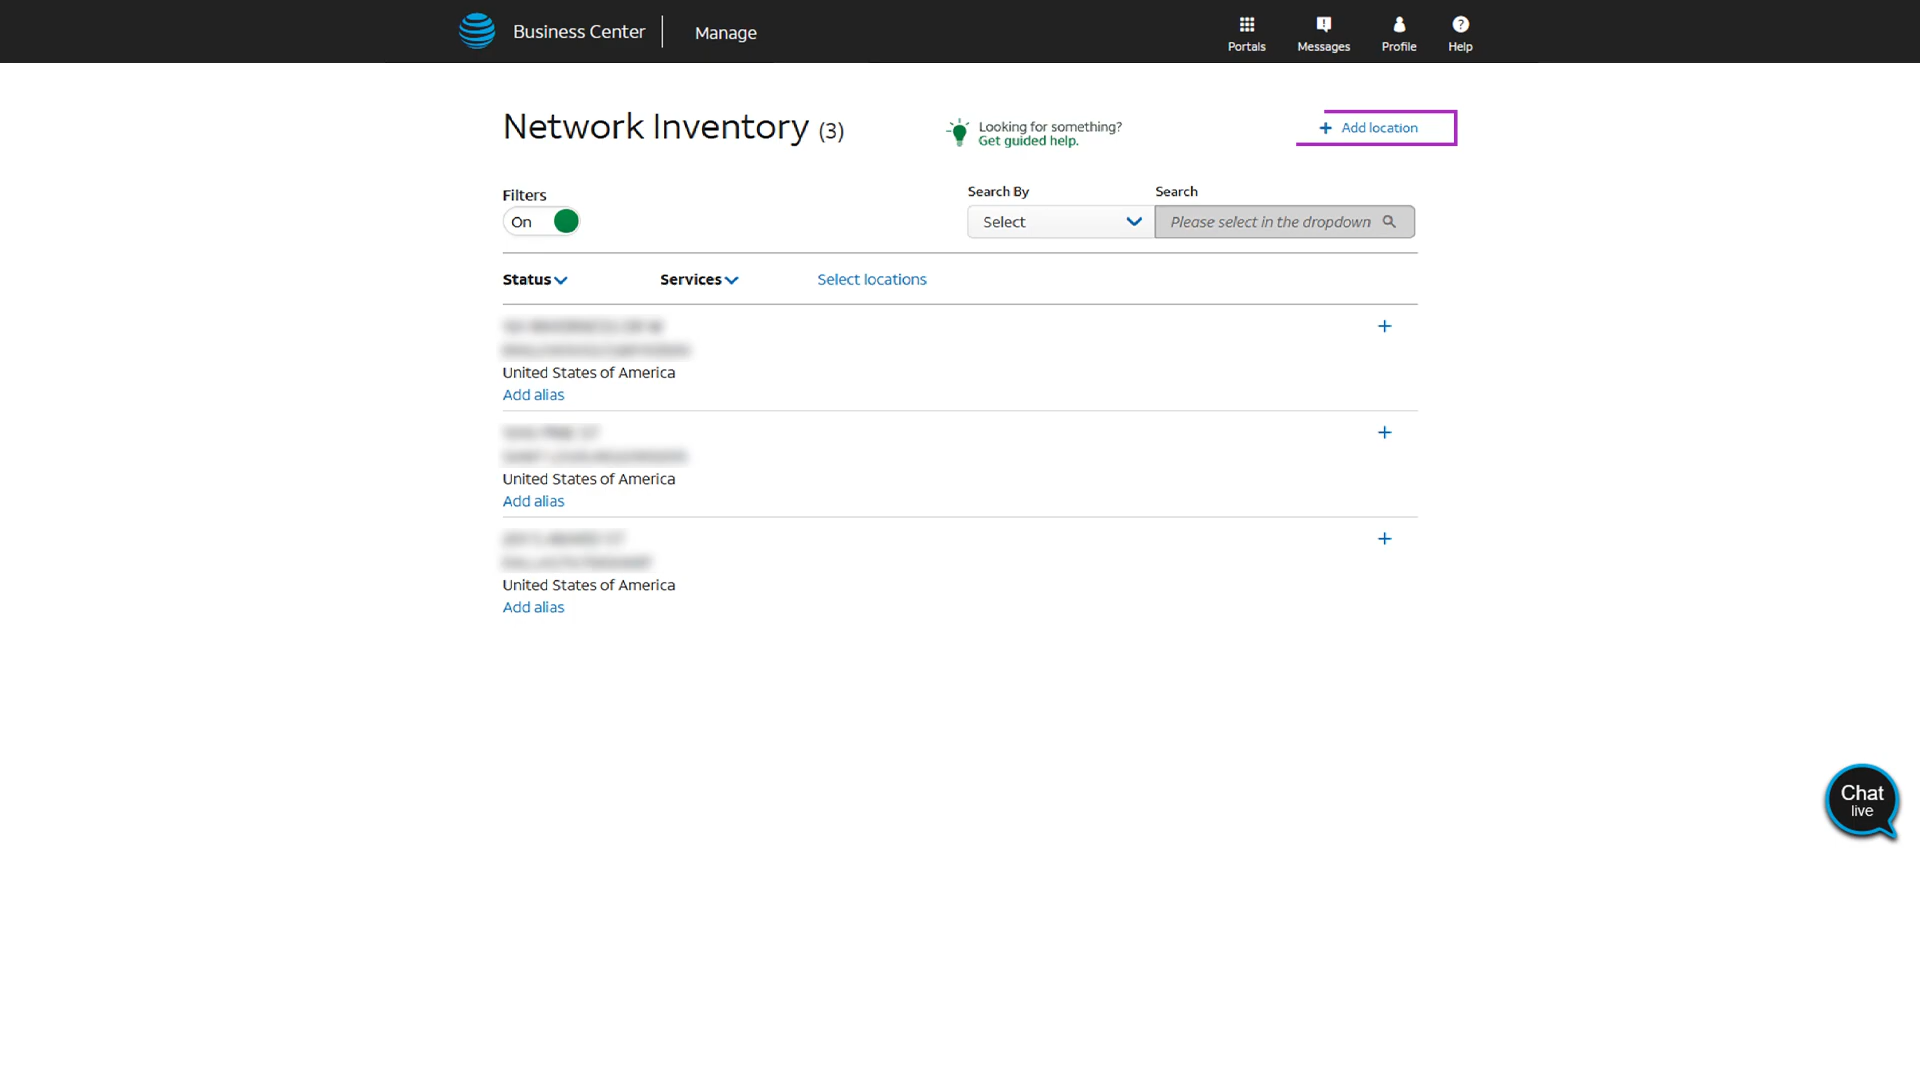 Business Center
Manage
Portals
Messages
Profile
? Help
Network Inventory (3)
Looking for something?
Get guided help.
+ Add location
Filters
On
Search By
Select
Search
Please select in the dropdown
Status
Services
Select locations
+
United States of America
Add alias
+
United States of America
Add alias
+
United States of America
Add alias
Chat
live